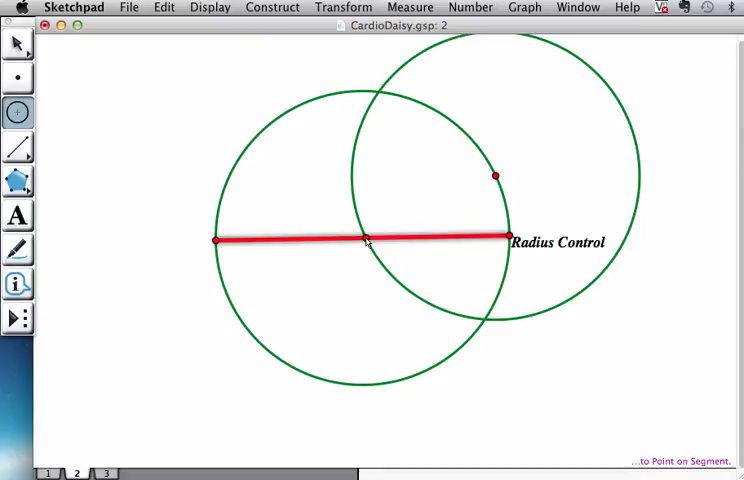 Sketchpad File Edit Display Construct Transform Measure Number Graph Window Help
CardioDaisy.gsp: 2
A
Radius Control
...to Point on Segment.
1 2 3